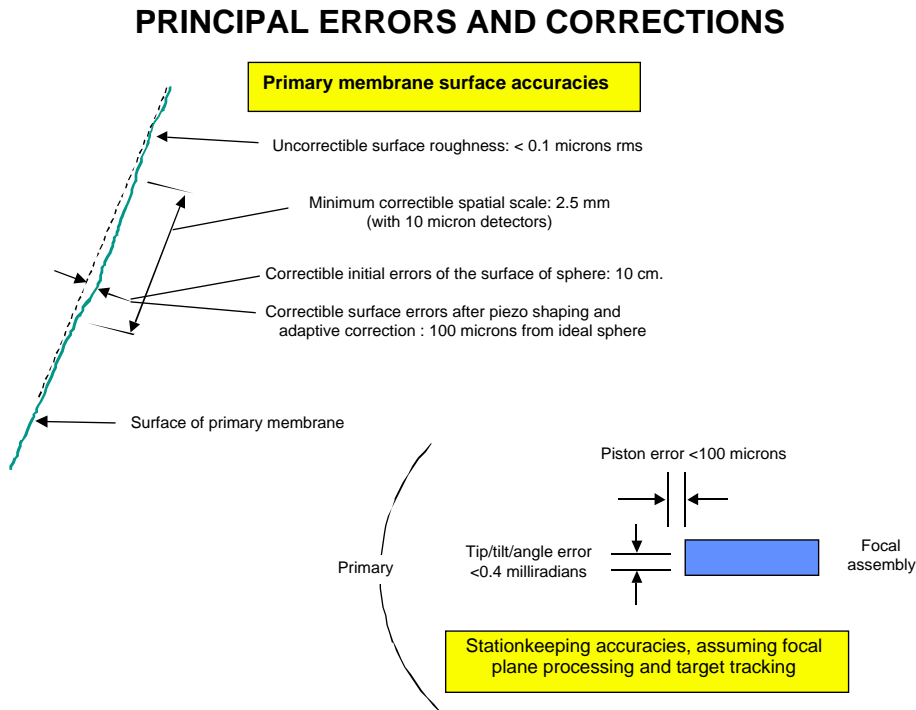 PRINCIPAL ERRORS AND CORRECTIONS
Primary membrane surface accuracies
Uncorrectible surface roughness: < 0.1 microns rms
Minimum correctible spatial scale: 2.5 mm
(with 10 micron detectors)
Correctible initial errors of the surface of sphere: 10 cm.
Correctible surface errors after piezo shaping and
adaptive correction : 100 microns from ideal sphere
Surface of primary membrane
Piston error <100 microns
Tip/tilt/angle error
<0.4 milliradians
Primary
Focal
assembly
Stationkeeping accuracies, assuming focal
plane processing and target tracking